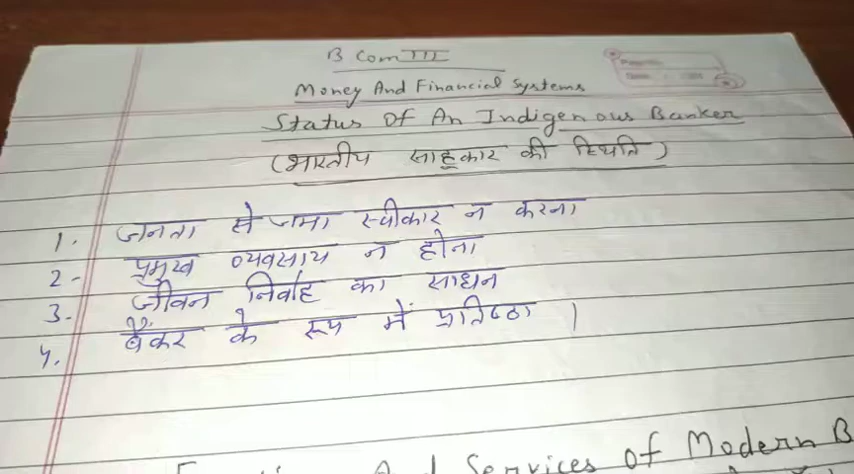 B Com III
Money And Financial Systems
Status Of An Indigenous Banker
(भारतीय साहूकार की स्थिति)
1. जनता से जमा स्वीकार न करना
2- प्रमुख व्यवसाय न होना
3. जीवन निर्वाह का साधन
4. बैंकर के रूप में प्रतिष्ठा ।
And Services Of Modern B